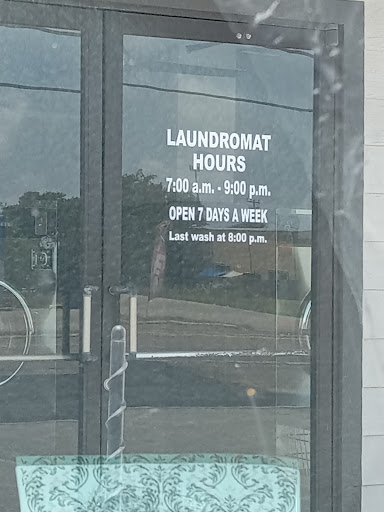 LAUNDROMAT
HOURS
7:00 a.m. - 9:00 p.m.
OPEN 7 DAYS A WEEK
Last wash at 8:00 p.m.